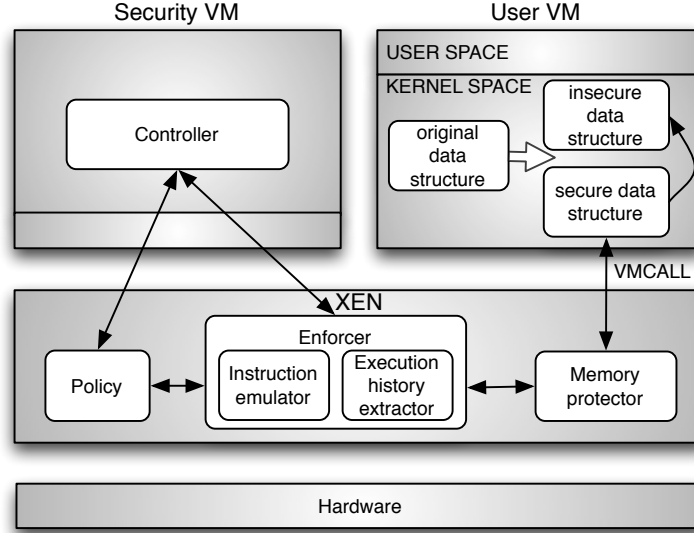 Security VM
User VM
USER SPACE
KERNEL SPACE
Controller
original
data
structure
insecure
data
structure
secure data
structure
VMCALL
XEN
Policy
Enforcer
Instruction
emulator
Execution
history
extractor
Memory
protector
Hardware